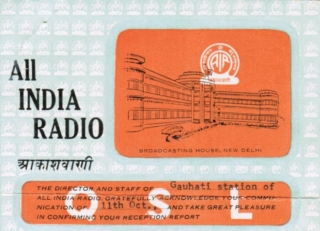 All
INDIA
RADIO
आकाशवाणी
AIR
BROADCASTING HOUSE, NEW DELHI
THE DIRECTOR AND STAFF OF Gauhati station of
ALL INDIA RADIO, GRATEFULLY ACKNOWLEDGE YOUR COMMU-
NICATION OF 11th Oct., AND TAKE GREAT PLEASURE
IN CONFIRMING YOUR RECEPTION REPORT
QSL